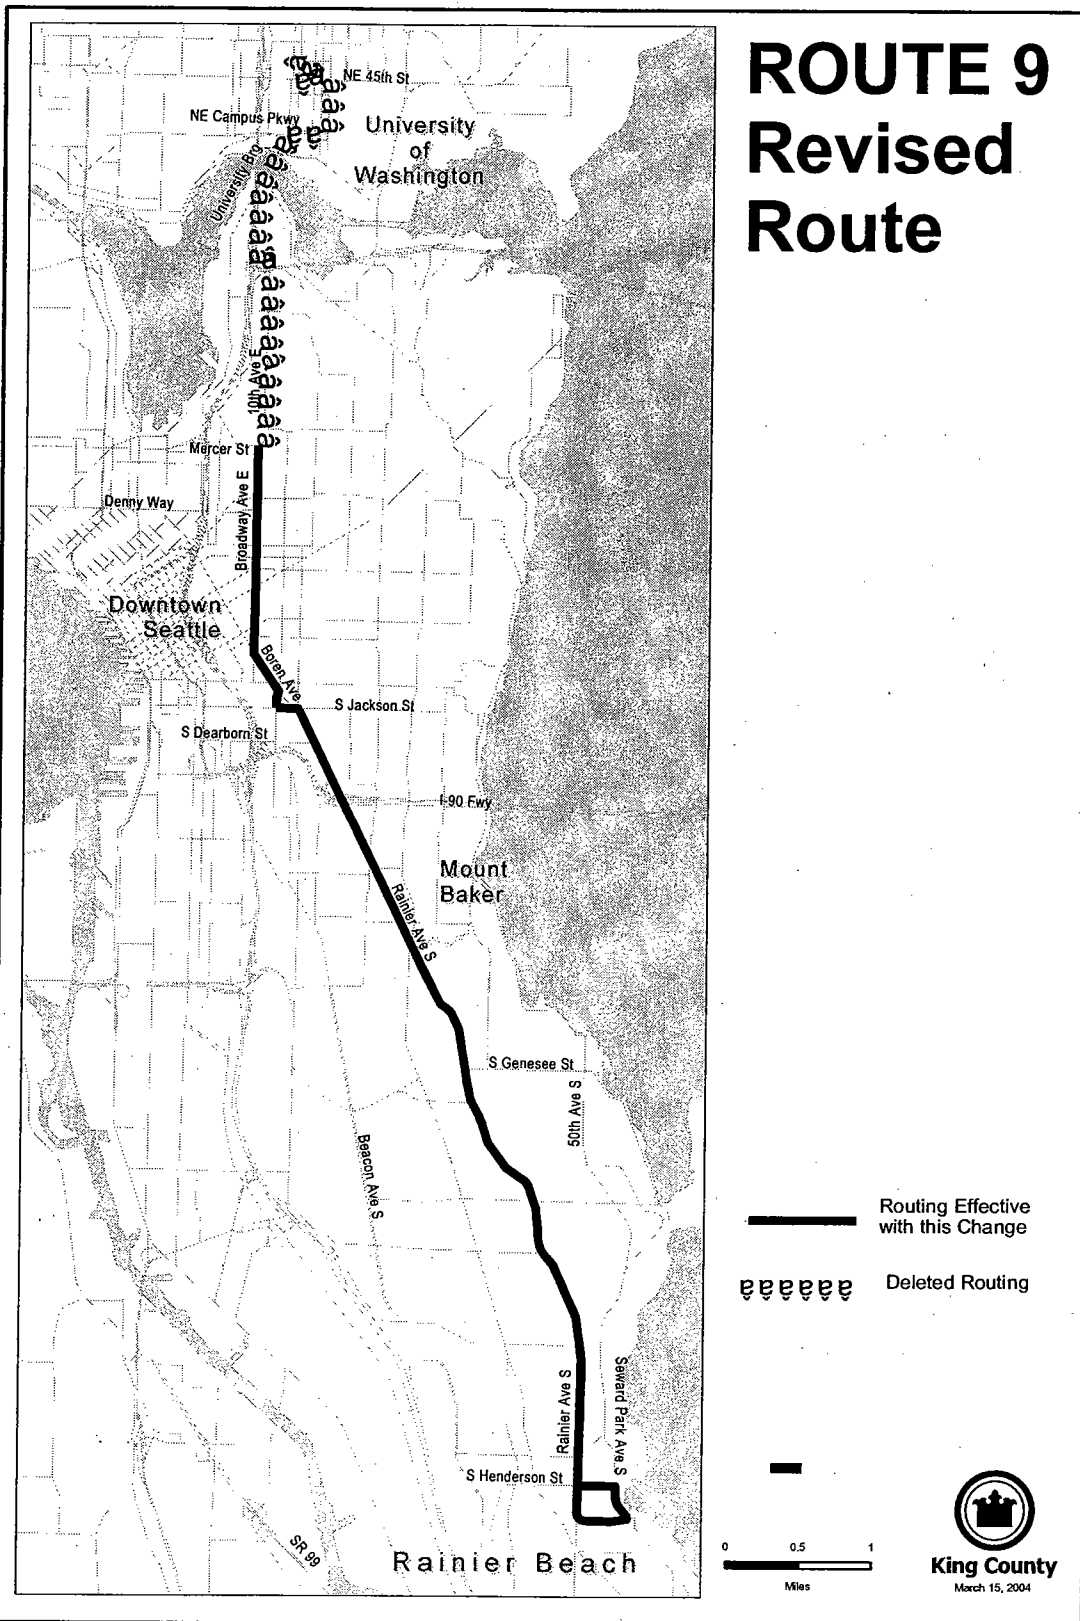 ROUTE 9
Revised
Route
NE 45th St
NE Campus Pkwy
University
of
Washington
University Brg
10th Ave E
Mercer St
Broadway Ave E
Denny Way
Downtown
Seattle
Boren Ave
S Jackson St
S Dearborn St
I-90 Fwy
Mount
Baker
Rainier Ave S
S Genesee St
50th Ave S
Beacon Ave S
Routing Effective
with this Change
Deleted Routing
Rainier Ave S
Seward Park Ave S
S Henderson St
SR 99
Rainier Beach
0 0.5 1
Miles
King County
March 15, 2004